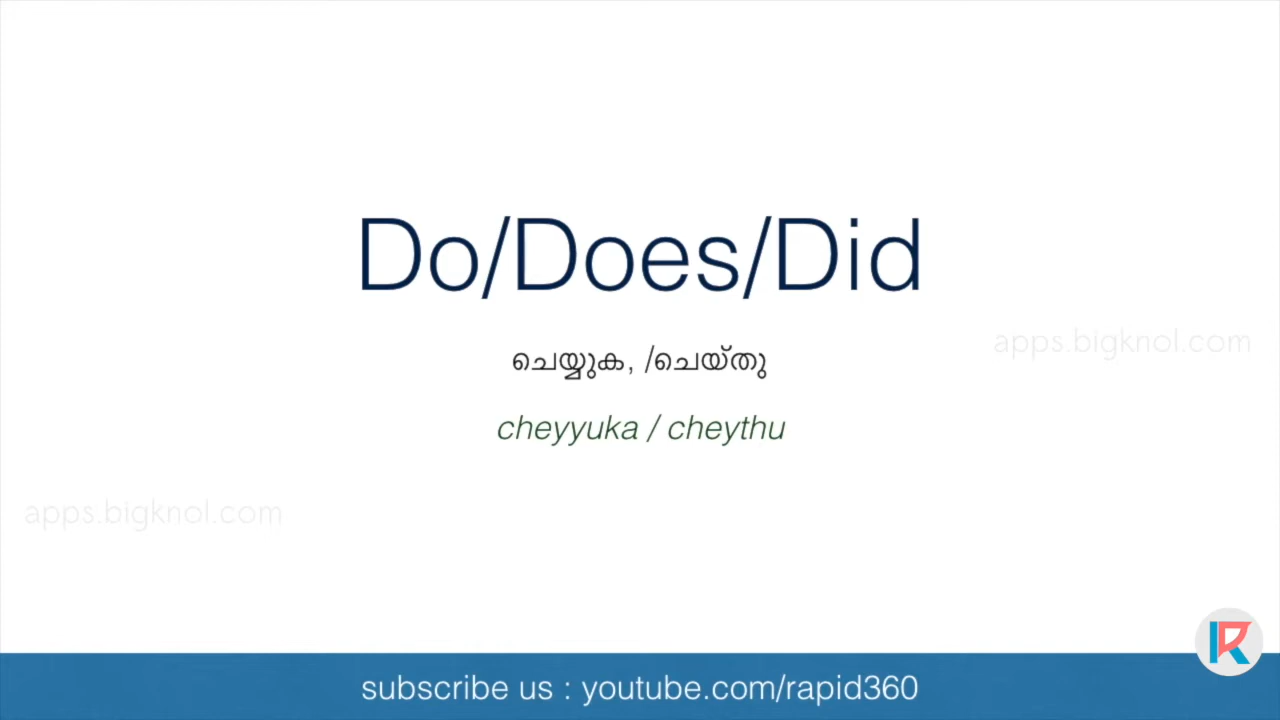 Do/Does/Did
ചെയ്യുക, /ചെയ്തു
apps.bigknol.com
cheyyuka / cheythu
apps.bigknol.com
subscribe us : youtube.com/rapid360